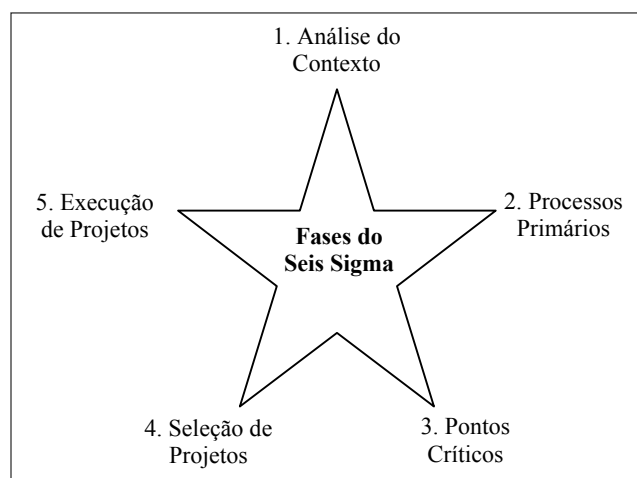 1. Análise do
Contexto
5. Execução
de Projetos
Fases do
Seis Sigma
2. Processos
Primários
4. Seleção de
Projetos
3. Pontos
Críticos